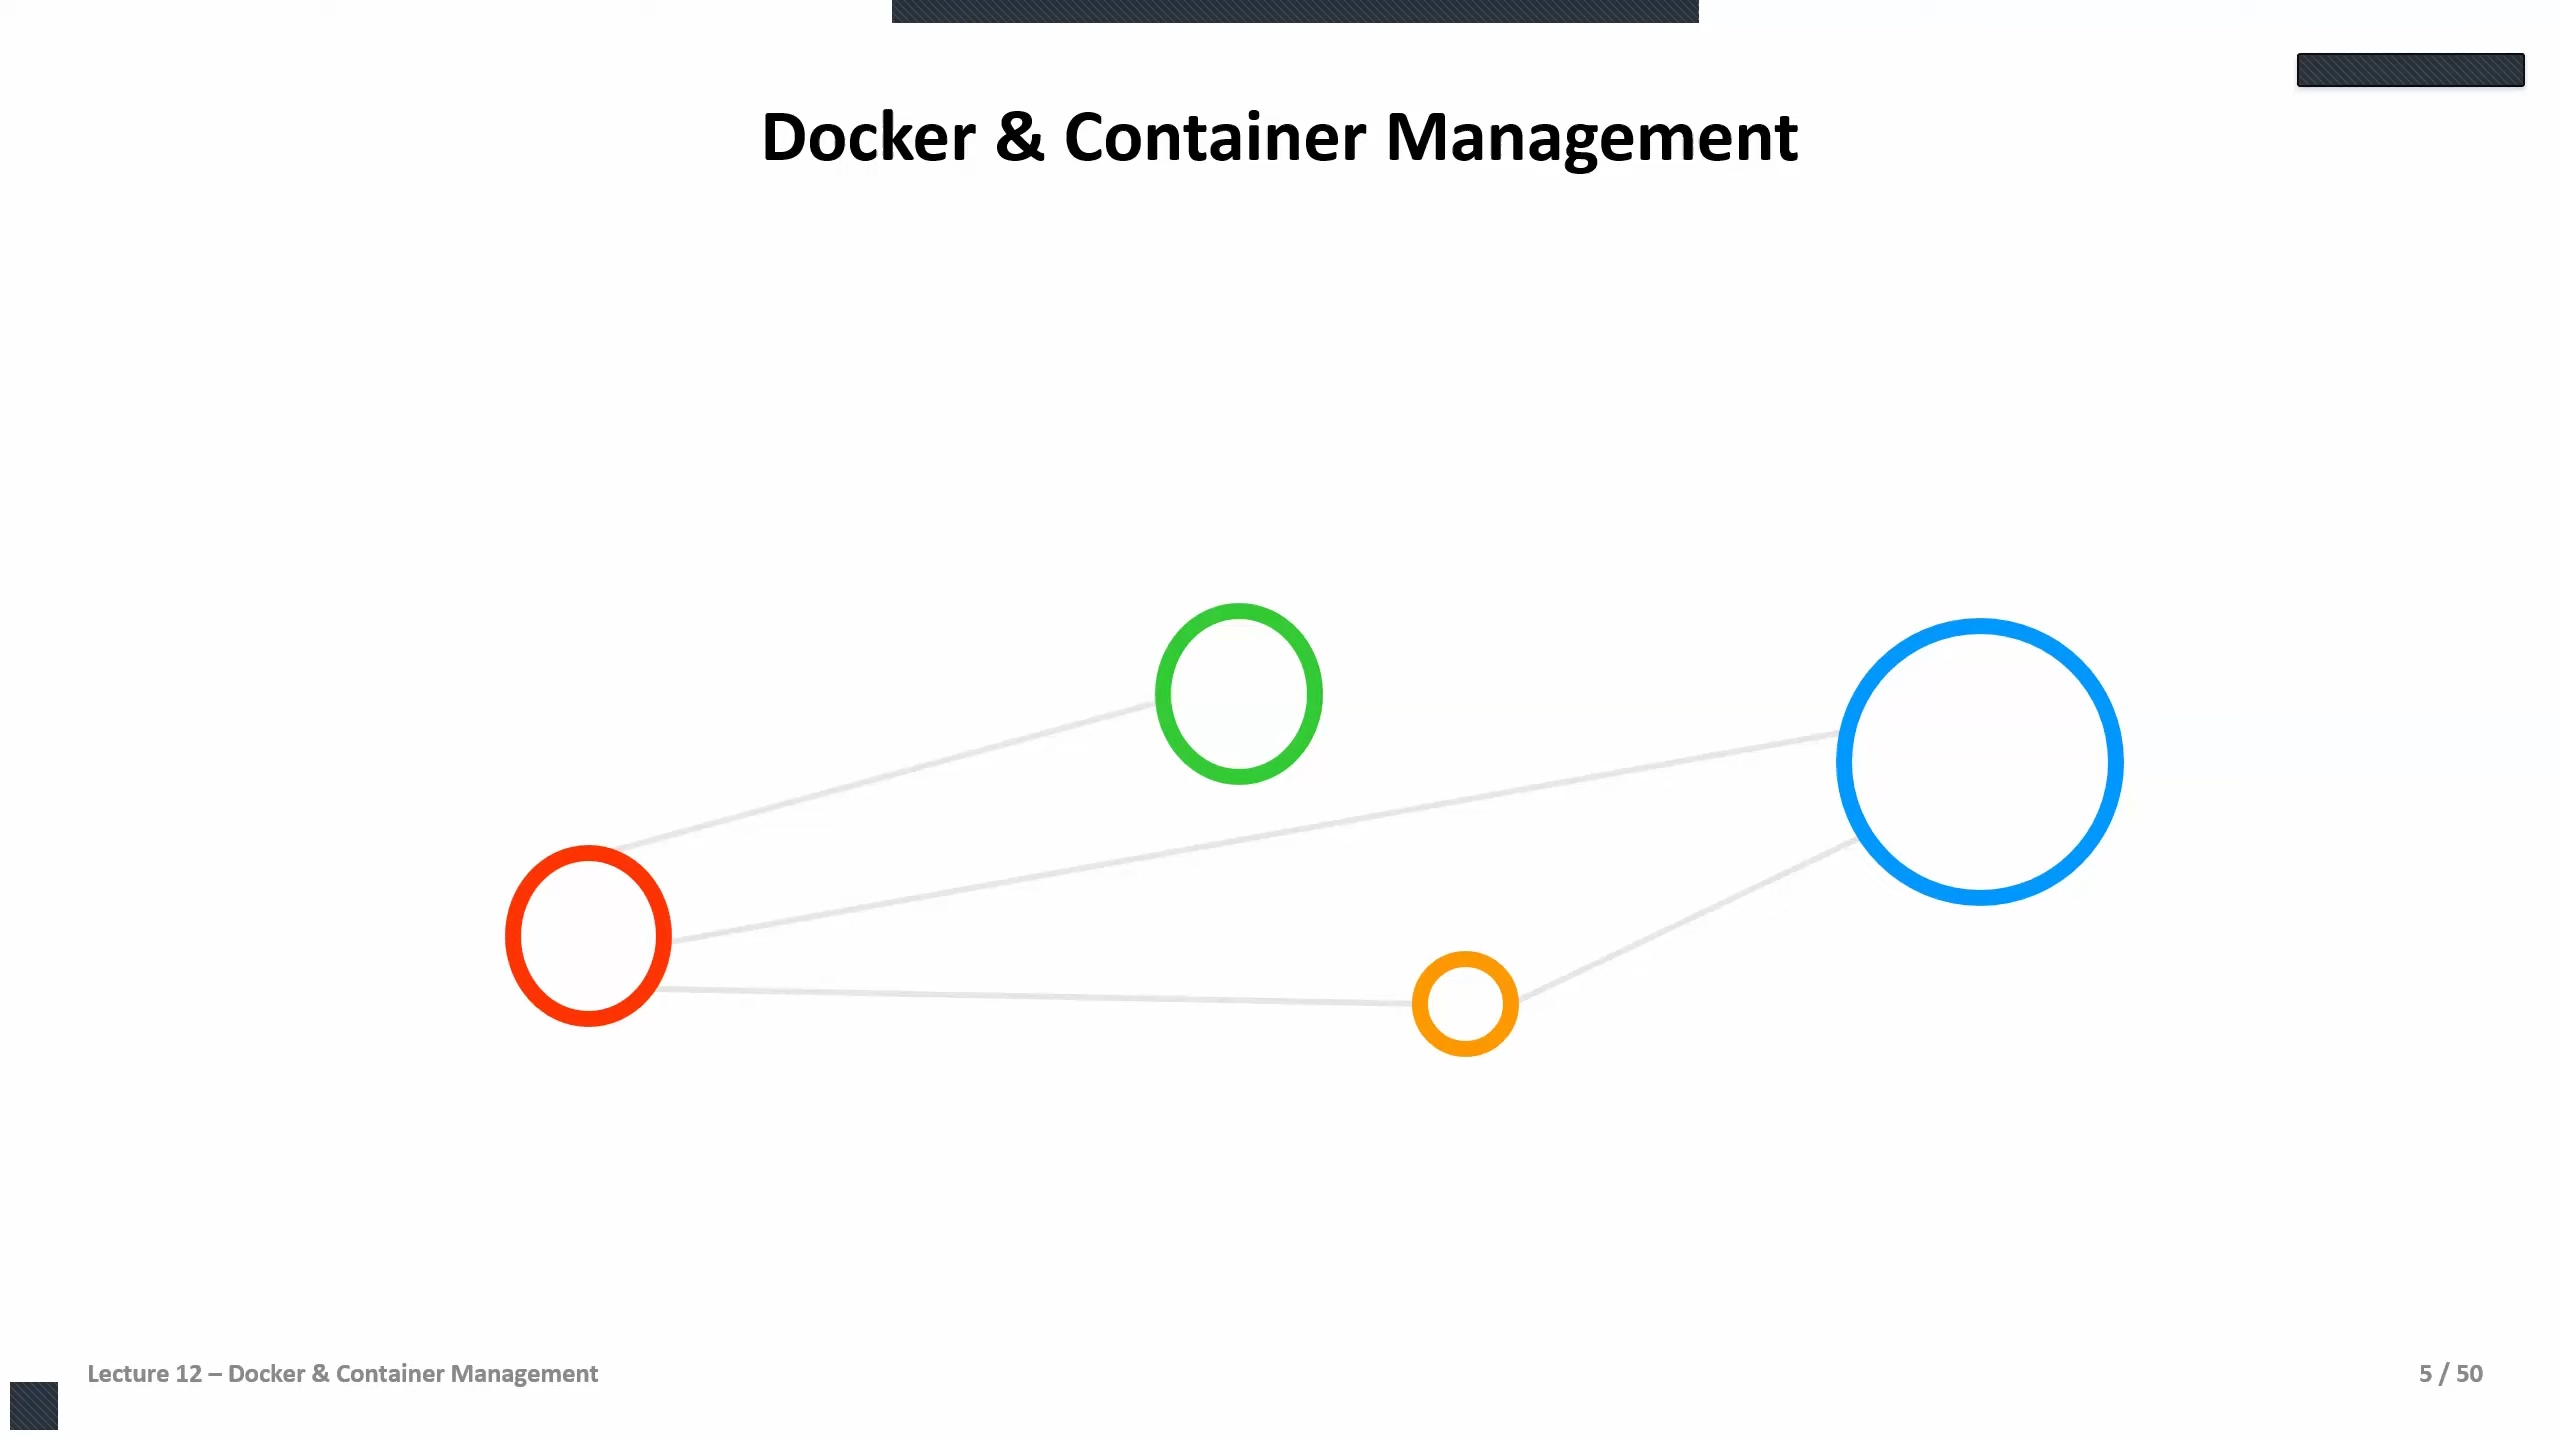 Docker & Container Management
Lecture 12 – Docker & Container Management
5 / 50